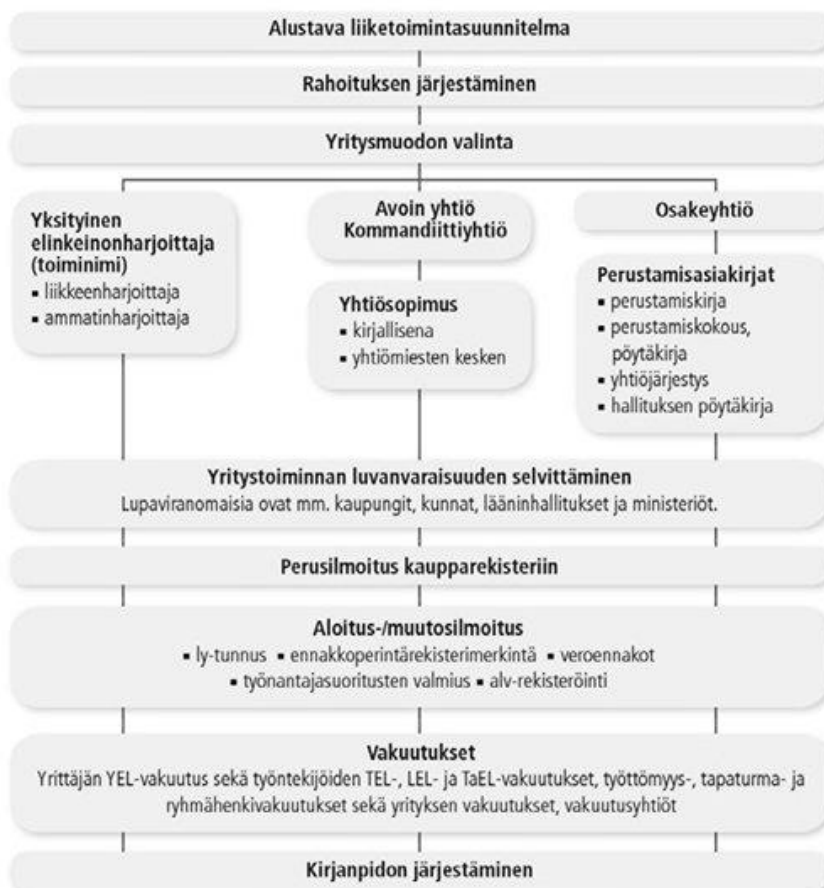 Alustava liiketoimintasuunnitelma
Rahoituksen järjestäminen
Yritysmuodon valinta
Yksityinen
elinkeinonharjoittaja
(toiminimi)
▪ liikkeenharjoittaja
▪ ammatinharjoittaja
Avoin yhtiö
Kommandiittiyhtiö
Yhtiösopimus
▪ kirjallisena
▪ yhtiömiesten kesken
Osakeyhtiö
Perustamisasiakirjat
▪ perustamiskirja
▪ perustamiskokous,
pöytäkirja
▪ yhtiöjärjestys
▪ hallituksen pöytäkirja
Yritystoiminnan luvanvaraisuuden selvittäminen
Lupaviranomaisia ovat mm. kaupungit, kunnat, lääninhallitukset ja ministeriöt.
Perusilmoitus kaupparekisteriin
Aloitus-/muutosilmoitus
▪ ly-tunnus ▪ ennakkoperintärekisterimerkintä ▪ veroennakot
▪ työnantajasuoritusten valmius ▪ alv-rekisteröinti
Vakuutukset
Yrittäjän YEL-vakuutus sekä työntekijöiden TEL-, LEL- ja TaEL-vakuutukset, työttömyys-, tapaturma- ja
ryhmähenkivakuutukset sekä yrityksen vakuutukset, vakuutusyhtiöt
Kirjanpidon järjestäminen